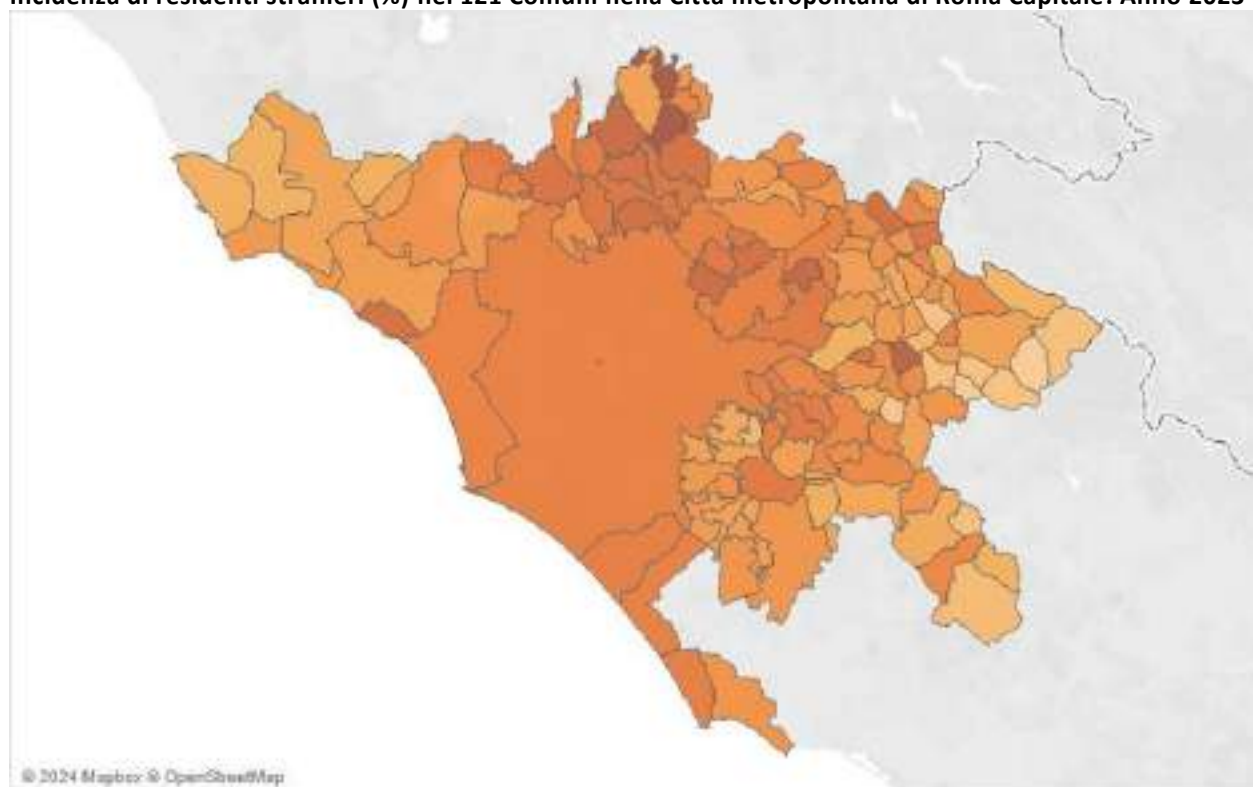 Incidenza di residenti stranieri (%) nei 121 Comuni nella Città metropolitana di Roma Capitale. Anno 2023
© 2024 Mapbox © OpenStreetMap